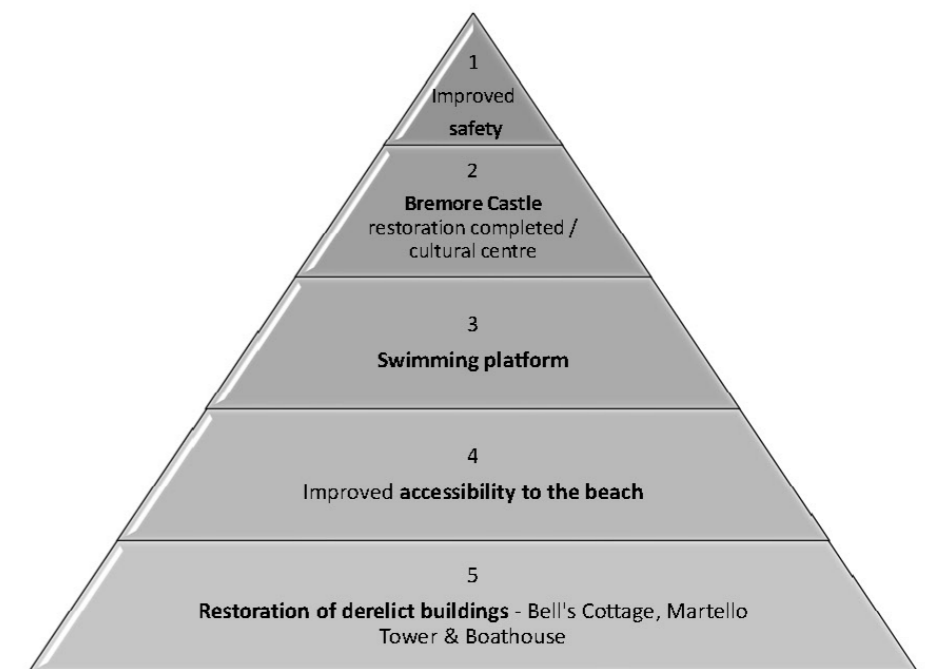 1
Improved
safety
2
Bremore Castle
restoration completed /
cultural centre
3
Swimming platform
4
Improved accessibility to the beach
5
Restoration of derelict buildings - Bell's Cottage, Martello
Tower & Boathouse